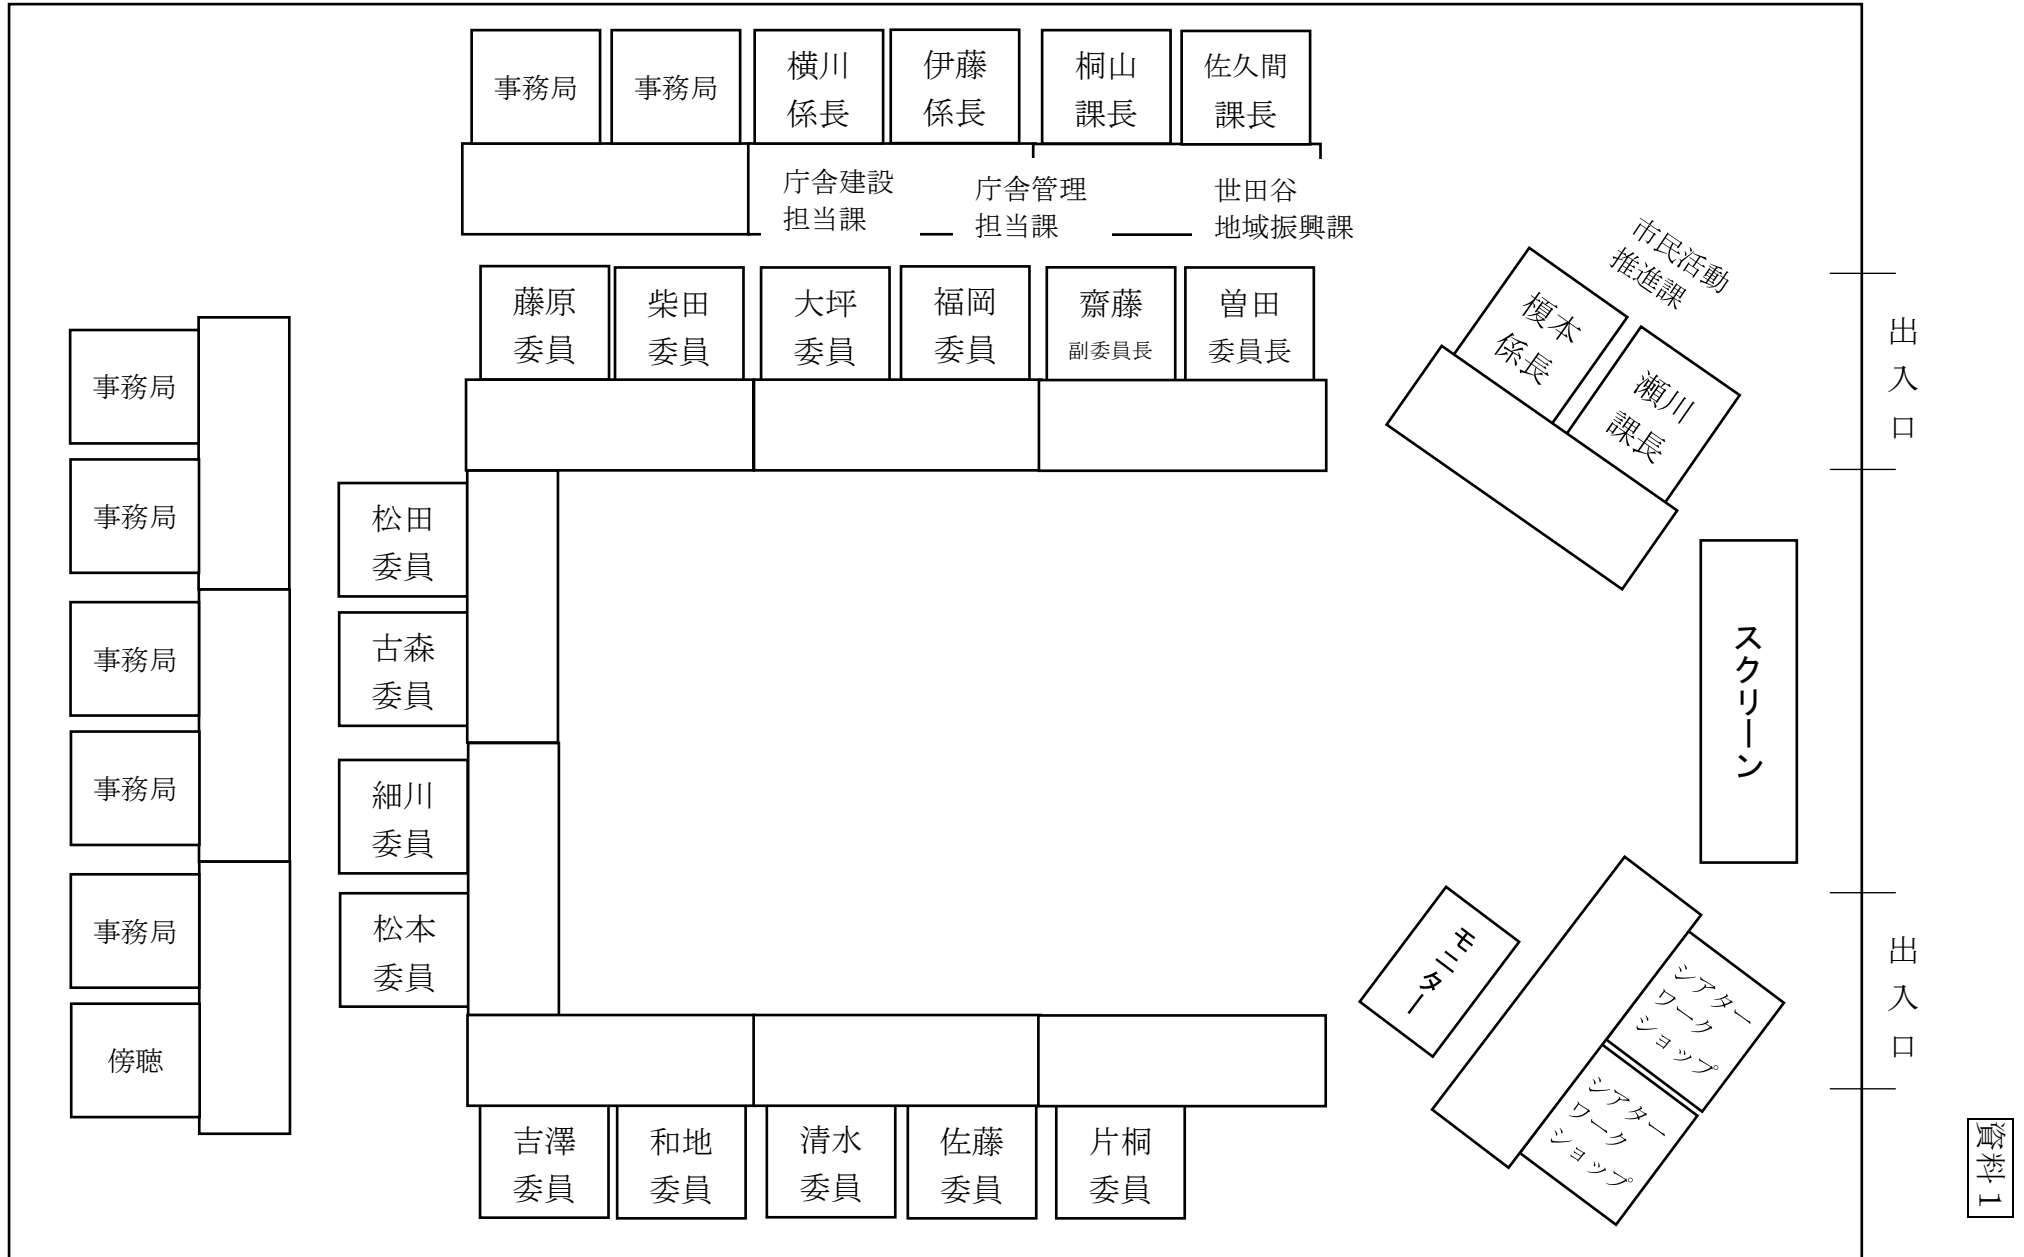 事務局
事務局
横川
係長
伊藤
係長
桐山
課長
佐久間
課長
庁舎建設
担当課
庁舎管理
担当課
世田谷
地域振興課
市民活動
推進課
榎本
係長
瀬川
課長
藤原
委員
柴田
委員
大坪
委員
福岡
委員
齋藤
副委員長
曽田
委員長
出入口
事務局
事務局
事務局
事務局
事務局
傍聴
松田
委員
古森
委員
細川
委員
松本
委員
スクリーン
モニター
シアター
ワーク
ショップ
シアター
ワーク
ショップ
出入口
吉澤
委員
和地
委員
清水
委員
佐藤
委員
片桐
委員
資料1